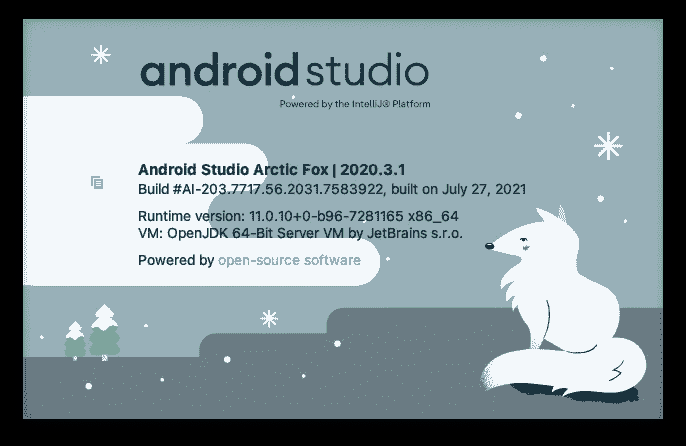 android studio
Powered by the IntelliJ® Platform
Android Studio Arctic Fox | 2020.3.1
Build #AI-203.7717.56.2031.7583922, built on July 27, 2021
Runtime version: 11.0.10+0-b96-7281165 x86_64
VM: OpenJDK 64-Bit Server VM by JetBrains s.r.o.
Powered by open-source software